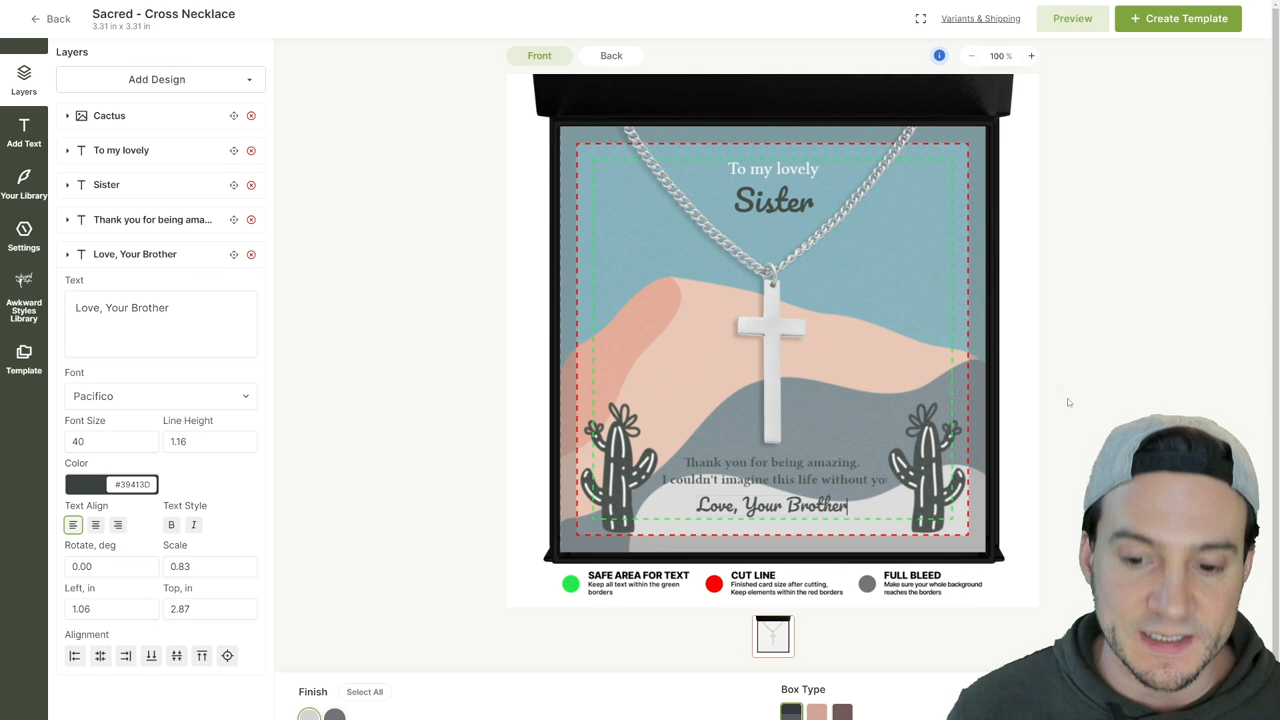 Back
Sacred - Cross Necklace
3.31 in x 3.31 in
Variants & Shipping
Preview
+ Create Template
Layers
Add Text
Your Library
Settings
Awkward
Styles
Library
Template
Layers
Add Design
Cactus
To my lovely
Sister
Thank you for being ama...
Love, Your Brother
Text
Love, Your Brother
Font
Pacifico
Font Size
Line Height
40
1.16
Color
#39413D
Text Align
Text Style
B
I
Rotate, deg
Scale
0.00
0.83
Left, in
Top, in
1.06
2.87
Alignment
Front
Back
100 %
To my lovely
Sister
Thank you for being amazing.
I couldn't imagine this life without yo
Love, Your Brother
SAFE AREA FOR TEXT
Keep all text within the green
borders
CUT LINE
Finished card size after cutting,
Keep elements within the red borders
FULL BLEED
Make sure your whole background
reaches the borders
Finish
Select All
Box Type